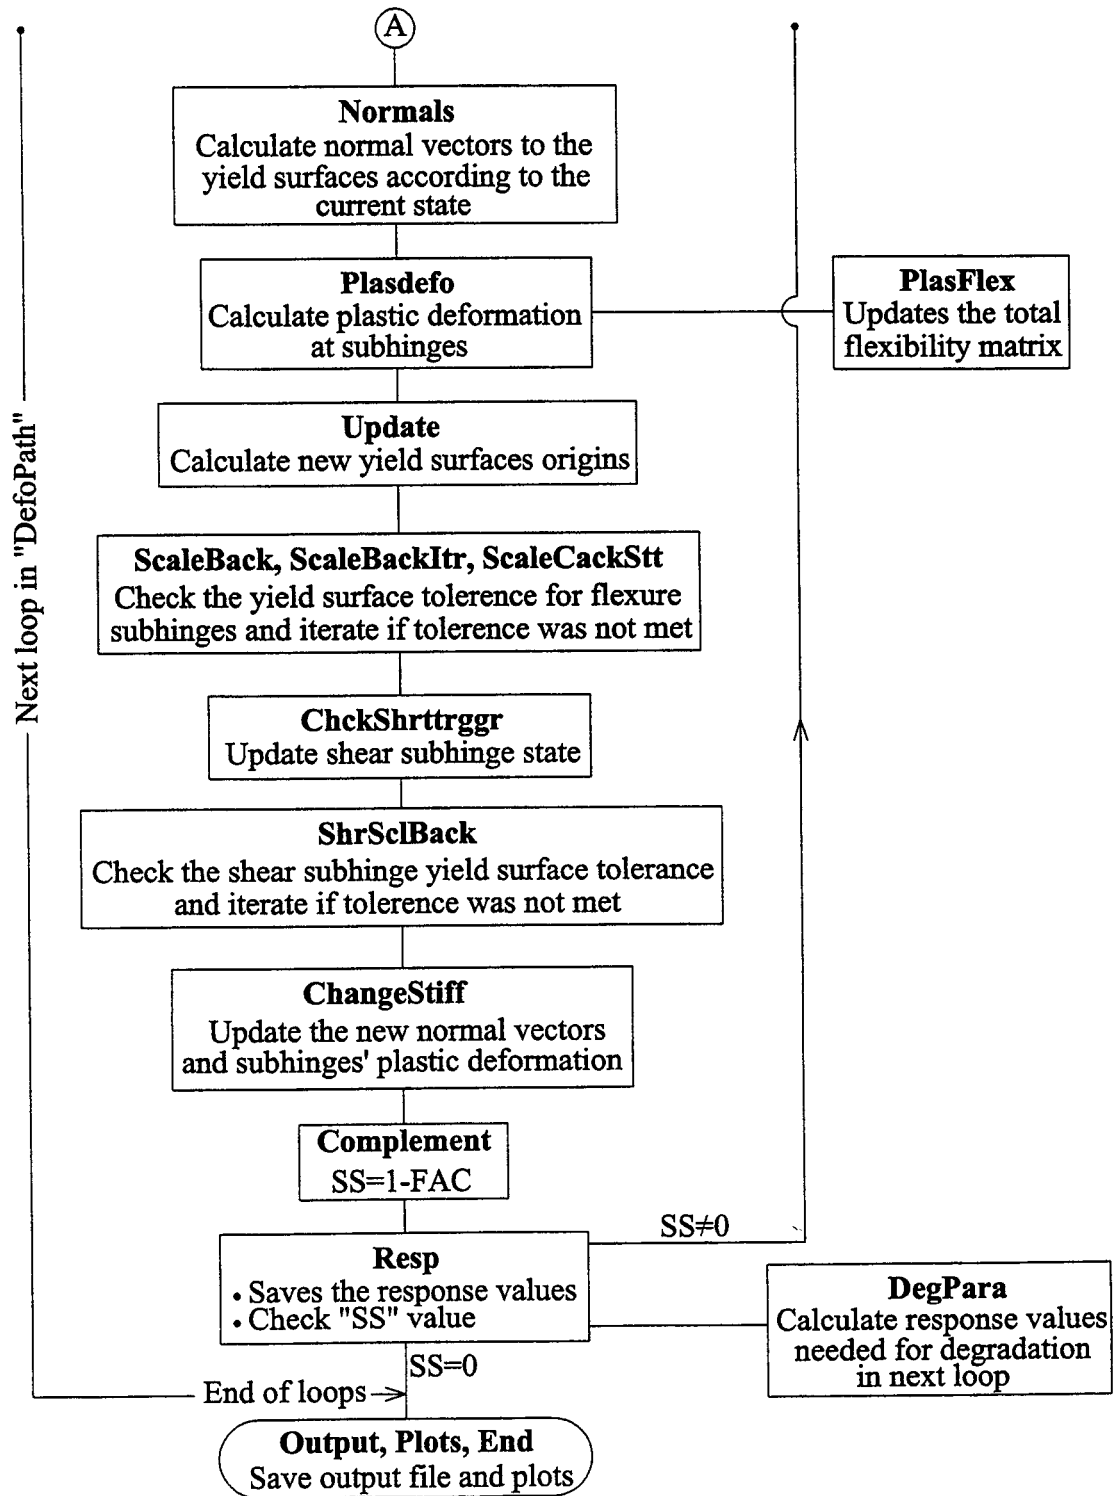 A
Normals
Calculate normal vectors to the
yield surfaces according to the
current state
Plasdefo
Calculate plastic deformation
at subhinges
PlasFlex
Updates the total
flexibility matrix
Update
Calculate new yield surfaces origins
Next loop in "DefoPath"
ScaleBack, ScaleBackItr, ScaleCackStt
Check the yield surface tolerence for flexure
subhinges and iterate if tolerence was not met
ChckShrttrggr
Update shear subhinge state
ShrSclBack
Check the shear subhinge yield surface tolerance
and iterate if tolerence was not met
ChangeStiff
Update the new normal vectors
and subhinges' plastic deformation
Complement
SS=1-FAC
SS≠0
Resp
• Saves the response values
• Check "SS" value
DegPara
Calculate response values
needed for degradation
in next loop
SS=0
End of loops
Output, Plots, End
Save output file and plots